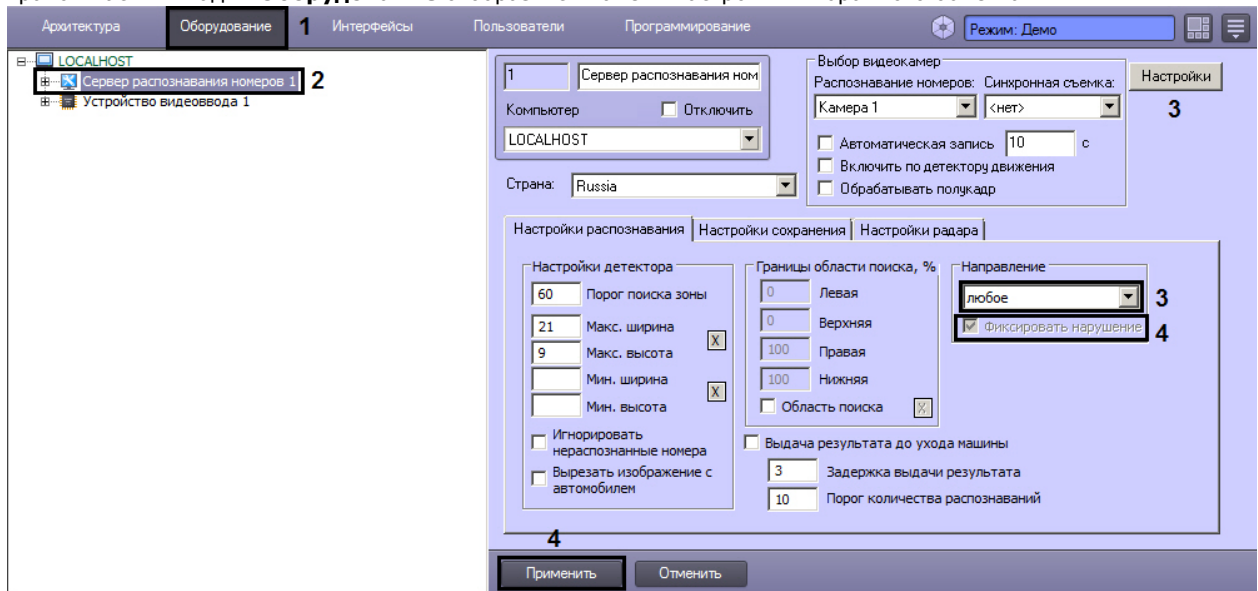 Архитектура Оборудование 1 Интерфейсы Пользователи Программирование Режим: Демо
LOCALHOST
Сервер распознавания номеров 1 2
Устройство видеоввода 1
1 Сервер распознавания ном
Компьютер Отключить
LOCALHOST
Страна: Russia
Выбор видеокамер
Распознавание номеров: Синхронная съемка:
Камера 1 <нет>
Автоматическая запись 10 с
Включить по детектору движения
Обрабатывать полукадр
Настройки
3
Настройки распознавания Настройки сохранения Настройки радара
Настройки детектора
60 Порог поиска зоны
21 Макс. ширина
9 Макс. высота
X
Мин. ширина
Мин. высота
X
Игнорировать
нераспознанные номера
Вырезать изображение с
автомобилем
Границы области поиска, %
0 Левая
0 Верхняя
100 Правая
100 Нижняя
Область поиска X
Направление
любое 3
Фиксировать нарушение 4
Выдача результата до ухода машины
3 Задержка выдачи результата
10 Порог количества распознаваний
4
Применить Отменить